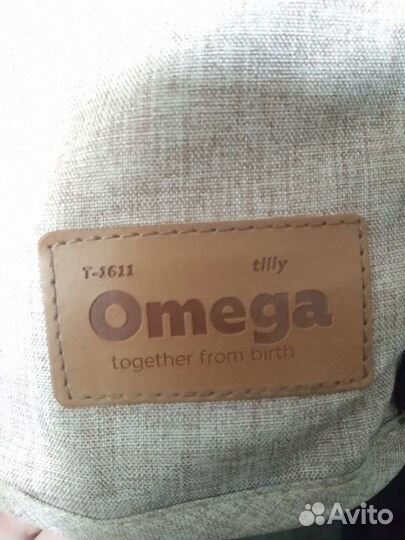 T-1611 tilly
Omega
together from birth
Avito